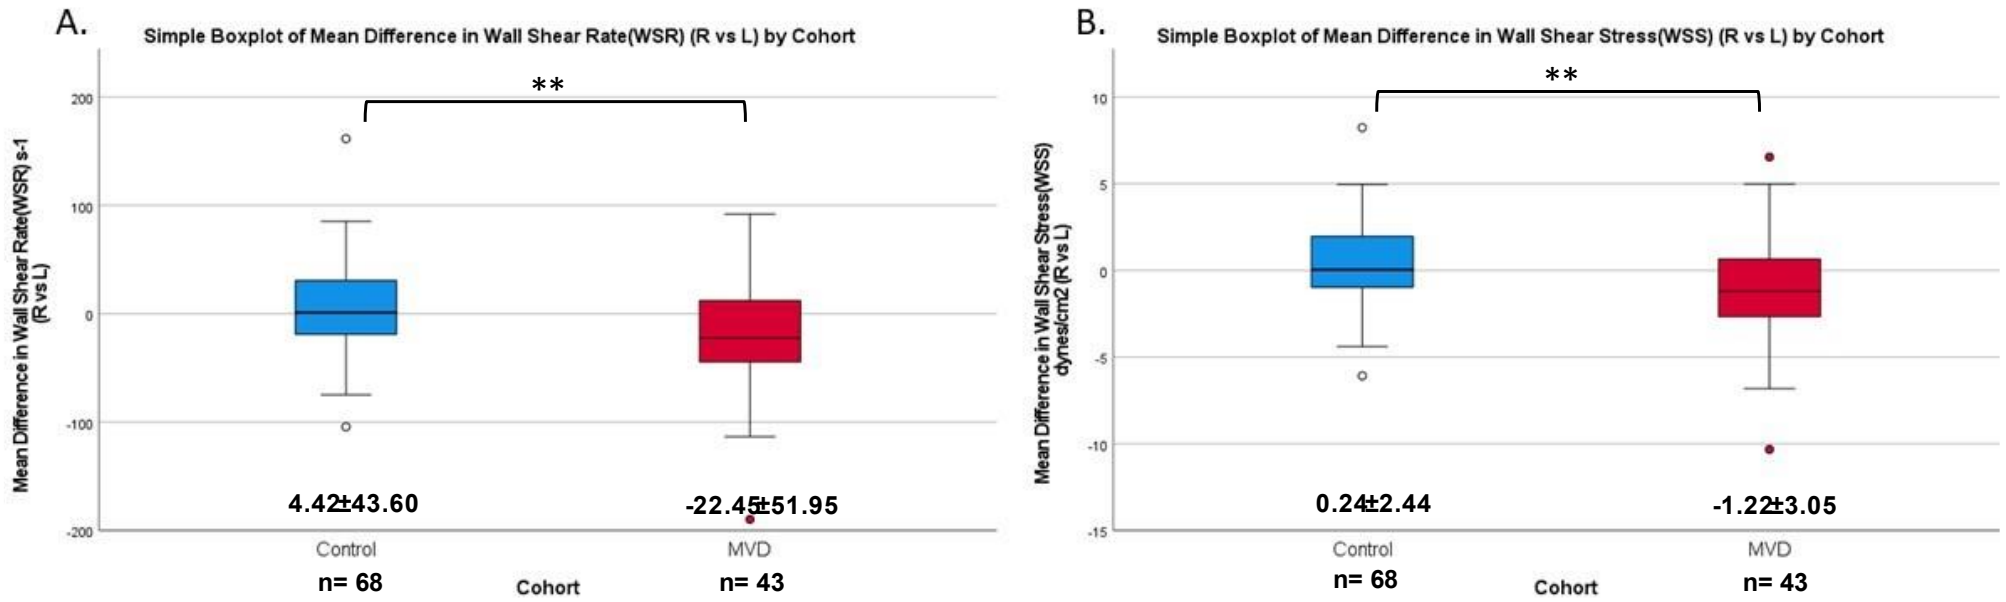 A.
Simple Boxplot of Mean Difference in Wall Shear Rate(WSR) (R vs L) by Cohort
**
Mean Difference in Wall Shear Rate(WSR) s-1
(R vs L)
200
100
0
-100
-200
4.42±43.60
-22.45±51.95
Control
MVD
n= 68
Cohort
n= 43
B.
Simple Boxplot of Mean Difference in Wall Shear Stress(WSS) (R vs L) by Cohort
**
Mean Difference in Wall Shear Stress(WSS)
dynes/cm2 (R vs L)
10
5
0
-5
-10
-15
0.24±2.44
-1.22±3.05
Control
MVD
n= 68
Cohort
n= 43